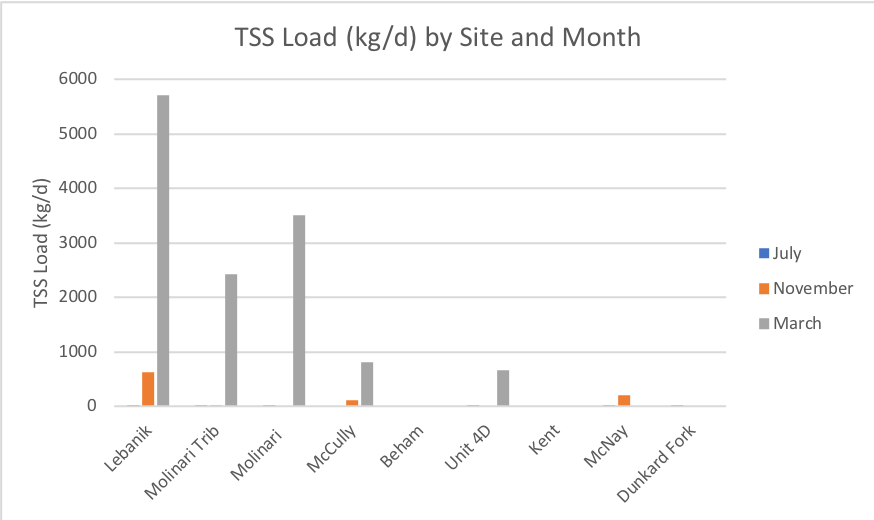 TSS Load (kg/d) by Site and Month
TSS Load (kg/d)
6000
5000
4000
3000
2000
1000
0
Lebanik
Molinari Trib
Molinari
McCully
Beham
Unit 4D
Kent
McNay
Dunkard Fork
July
November
March